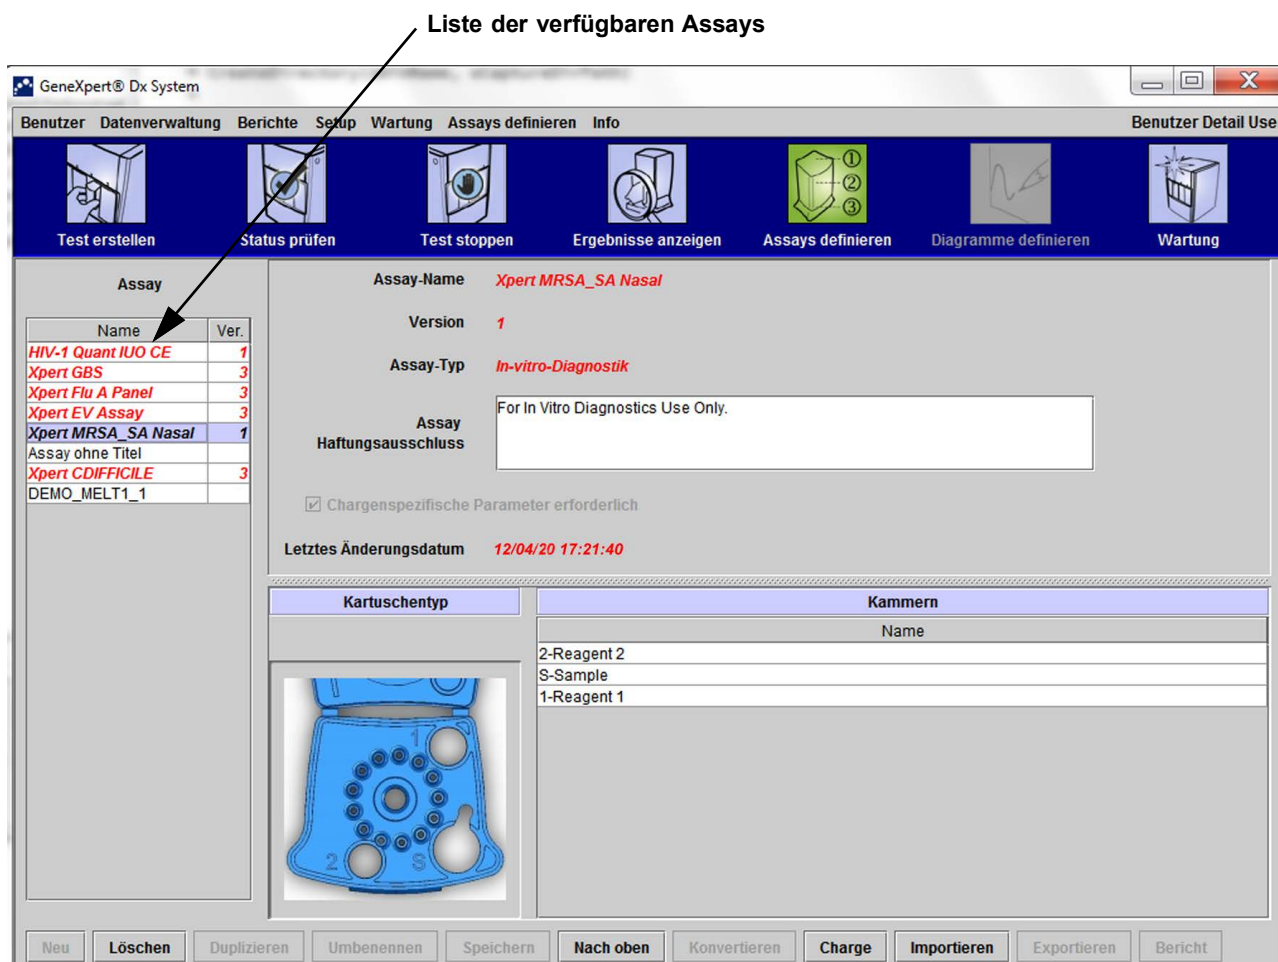 Liste der verfügbaren Assays
GeneXpert® Dx System
Benutzer Datenverwaltung Berichte Setup Wartung Assays definieren Info Benutzer Detail Use
Test erstellen Status prüfen Test stoppen Ergebnisse anzeigen Assays definieren Diagramme definieren Wartung
Assay
Name Ver.
HIV-1 Quant IUO CE 1
Xpert GBS 3
Xpert Flu A Panel 3
Xpert EV Assay 3
Xpert MRSA_SA Nasal 1
Assay ohne Titel
Xpert CDIFFICILE 3
DEMO_MELT1_1
Assay-Name Xpert MRSA_SA Nasal
Version 1
Assay-Typ In-vitro-Diagnostik
Assay Haftungsausschluss For In Vitro Diagnostics Use Only.
Chargenspezifische Parameter erforderlich
Letztes Änderungsdatum 12/04/20 17:21:40
Kartuschentyp
Kammern
Name
2-Reagent 2
S-Sample
1-Reagent 1
1
2 S
Neu Löschen Duplizieren Umbenennen Speichern Nach oben Konvertieren Charge Importieren Exportieren Bericht